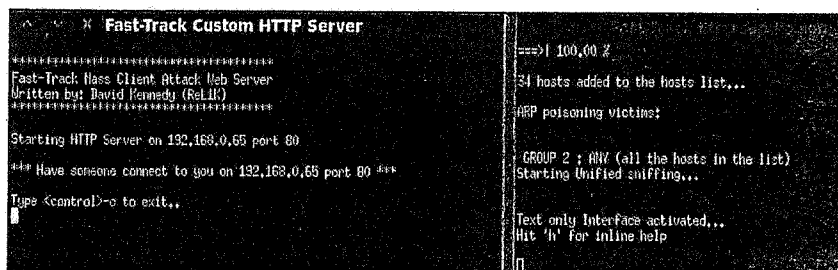 Fast-Track Custom HTTP Server
****************************************
Fast-Track Mass Client Attack Web Server
Written by: David Kennedy (ReL1K)
****************************************
Starting HTTP Server on 192.168.0.65 port 80
*** Have someone connect to you on 192.168.0.65 port 80 ***
Type <control>-c to exit..
===>| 100.00 %
34 hosts added to the hosts list...
ARP poisoning victims:
GROUP 2 : ANY (all the hosts in the list)
Starting Unified sniffing...
Text only Interface activated...
Hit 'h' for inline help